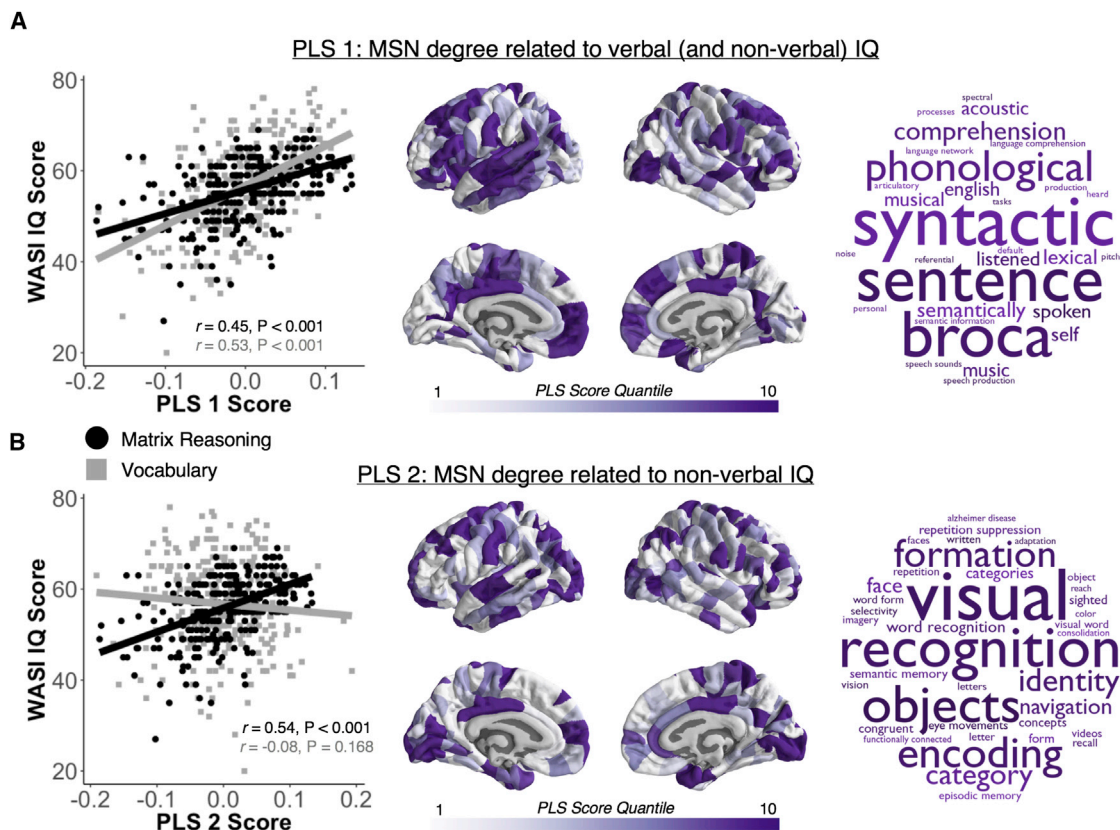 A
PLS 1: MSN degree related to verbal (and non-verbal) IQ
WASI IQ Score
80
60
40
20
r = 0.45, P < 0.001
r = 0.53, P < 0.001
-0.2 -0.1 0.0 0.1
PLS 1 Score
1 PLS Score Quantile 10
spectral
processes acoustic
comprehension
language network language comprehension
phonological
articulatory english production
musical tasks heard
syntactic
noise referential default listened lexical pitch
sentence
personal semantically spoken
semantic information
broca self
speech sounds music
speech production
Matrix Reasoning
Vocabulary
B
PLS 2: MSN degree related to non-verbal IQ
WASI IQ Score
80
60
40
20
r = 0.54, P < 0.001
r = -0.08, P = 0.168
-0.2 -0.1 0.0 0.1 0.2
PLS 2 Score
1 PLS Score Quantile 10
alzheimer disease
repetition suppression
faces written adaptation
formation
repetition categories object
face reach
word form visual sighted
selectivity color
imagery word recognition visual word
consolidation
recognition
semantic memory identity
vision letters
objects navigation
congruent eye movements concepts
functionally connected letter form videos
encoding recall
category
episodic memory